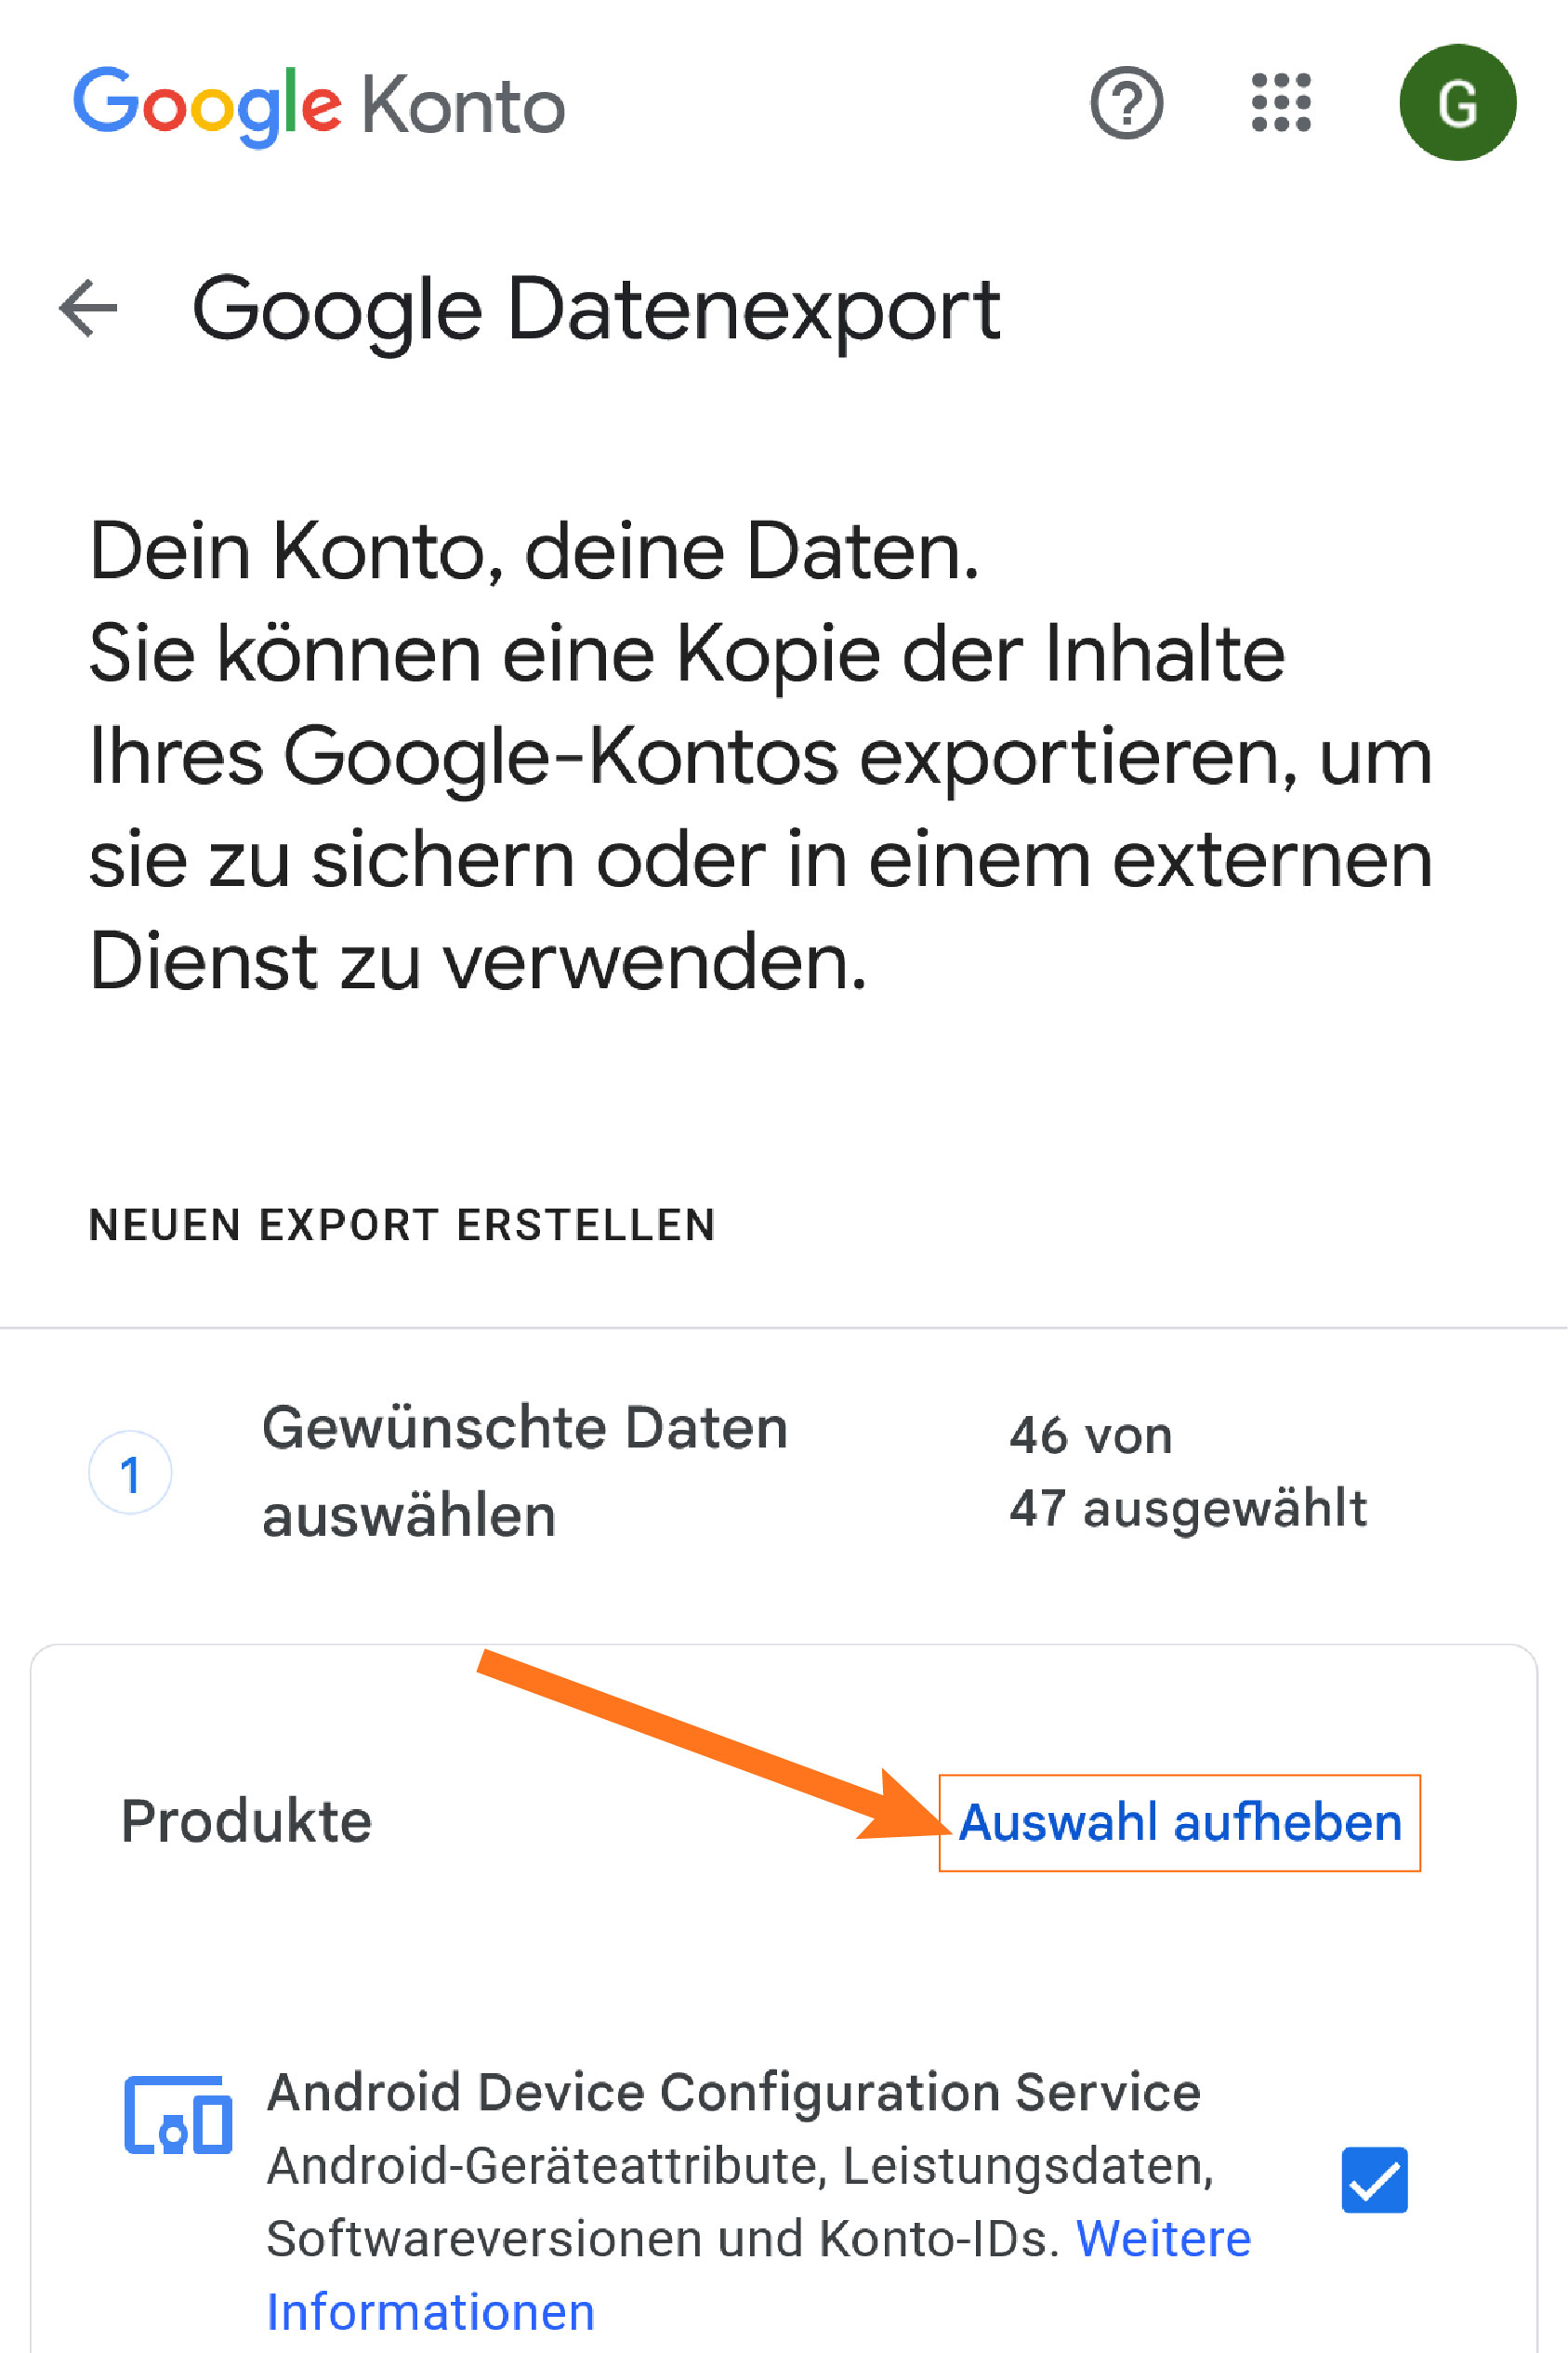 Google Konto
G
Google Datenexport
Dein Konto, deine Daten.
Sie können eine Kopie der Inhalte
Ihres Google-Kontos exportieren, um
sie zu sichern oder in einem externen
Dienst zu verwenden.
NEUEN EXPORT ERSTELLEN
1
Gewünschte Daten
auswählen
46 von
47 ausgewählt
Produkte
Auswahl aufheben
Android Device Configuration Service
Android-Geräteattribute, Leistungsdaten,
Softwareversionen und Konto-IDs. Weitere
Informationen